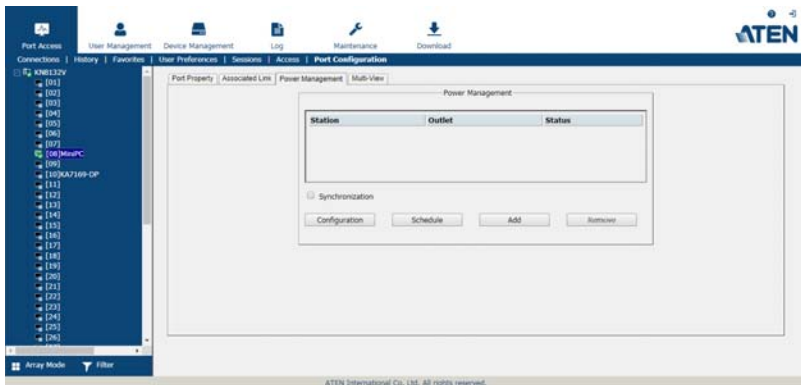 Port Access
User Management
Device Management
Log
Maintenance
Download
ATEN
Connections | History | Favorites | User Preferences | Sessions | Access | Port Configuration
KN8132V
[01]
[02]
[03]
[04]
[05]
[06]
[07]
[08]MiniPC
[09]
[10]KA7169-DP
[11]
[12]
[13]
[14]
[15]
[16]
[17]
[18]
[19]
[20]
[21]
[22]
[23]
[24]
[25]
[26]
Array Mode
Filter
Port Property
Associated Link
Power Management
Multi-View
Power Management
Station
Outlet
Status
Synchronization
Configuration
Schedule
Add
Remove
ATEN International Co. Ltd. All rights reserved.